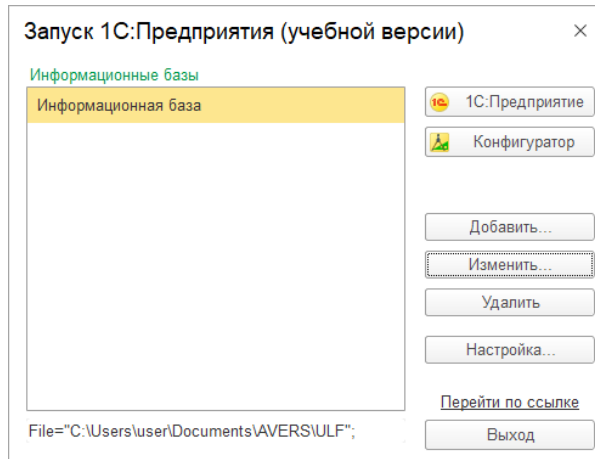 Запуск 1С:Предприятия (учебной версии)
Информационные базы
Информационная база
1С:Предприятие
Конфигуратор
Добавить...
Изменить...
Удалить
Настройка...
Перейти по ссылке
File="C:\Users\user\Documents\AVERS\ULF";
Выход